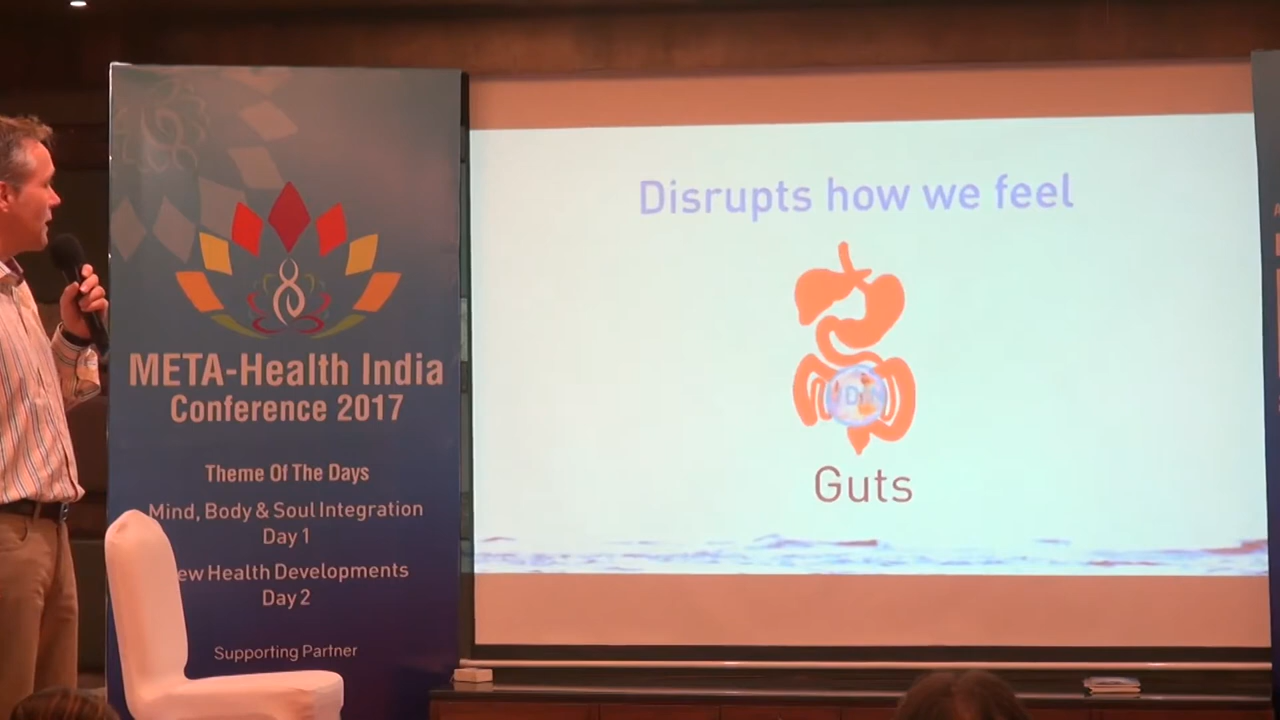 META-Health India
Conference 2017
Theme Of The Days
Mind, Body & Soul Integration
Day 1
Health Developments
Day 2
Supporting Partner
Disrupts how we feel
Guts